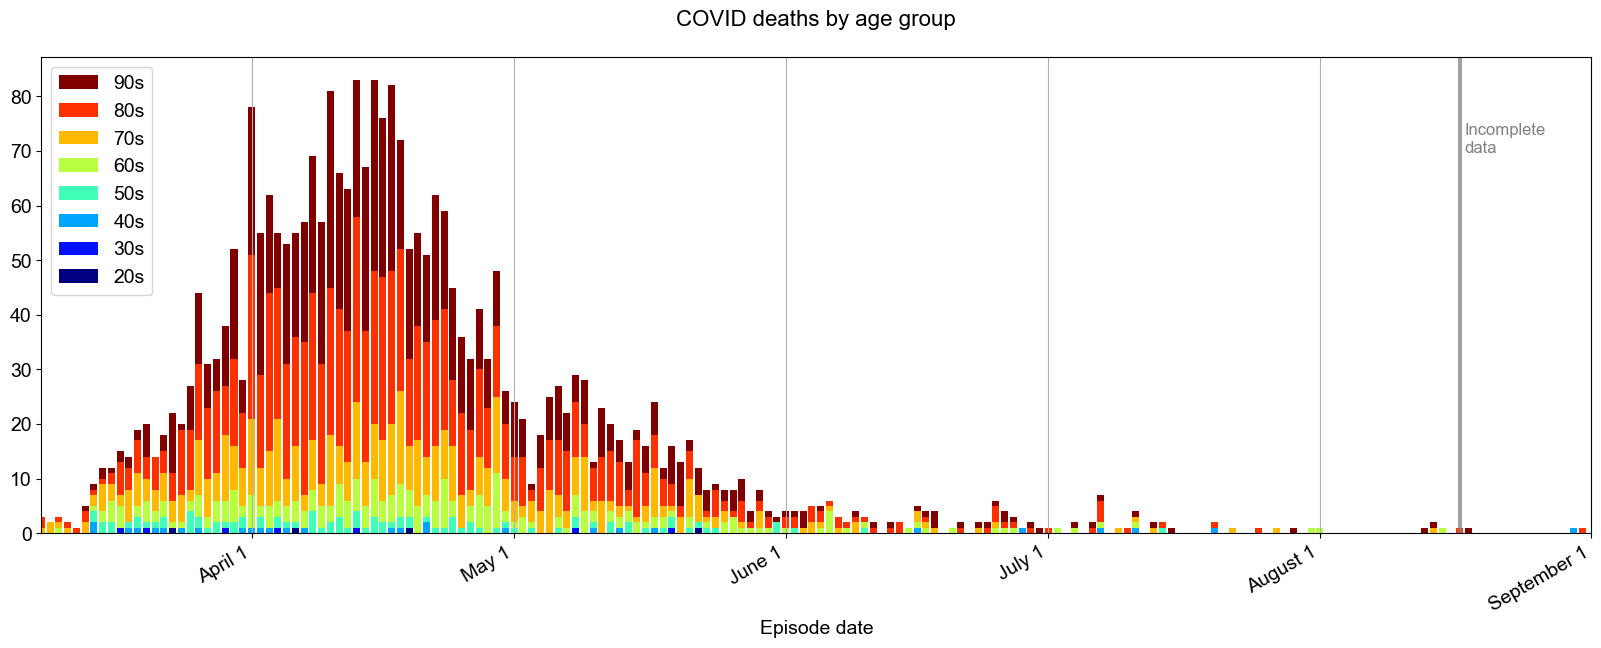 COVID deaths by age group
90s
80s
70s
60s
50s
40s
30s
20s
80
70
60
50
40
30
20
10
0
Incomplete
data
April 1
May 1
June 1
July 1
August 1
September 1
Episode date